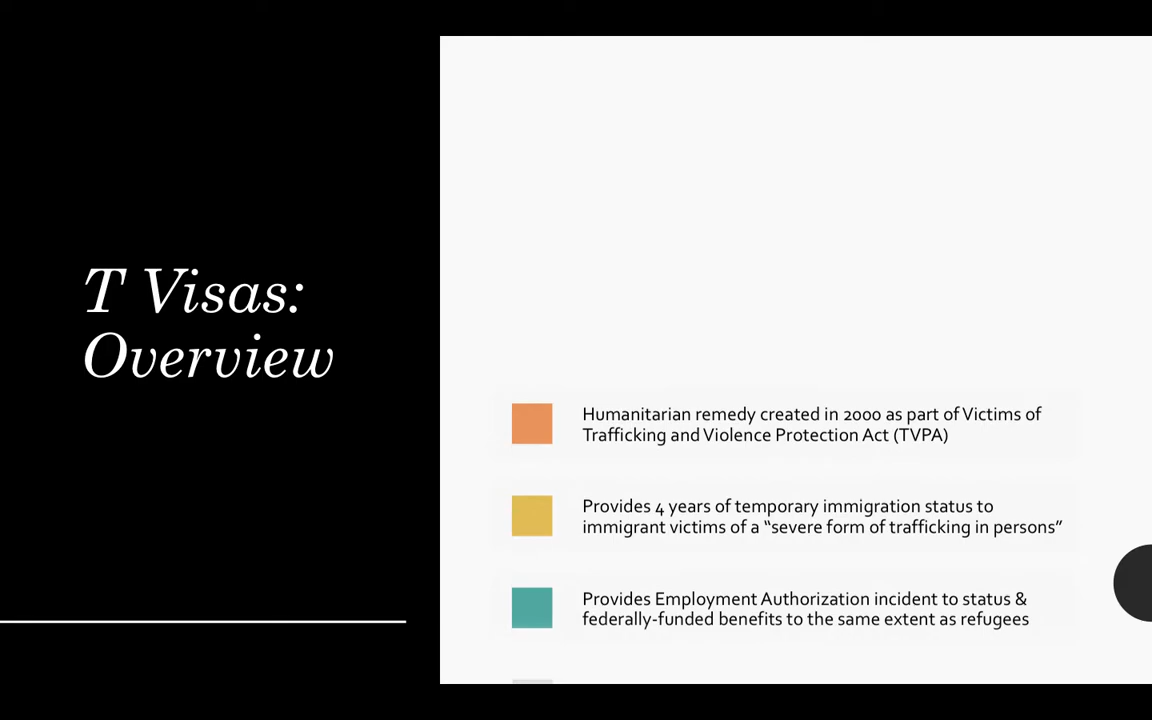 T Visas:
Overview
Humanitarian remedy created in 2000 as part of Victims of
Trafficking and Violence Protection Act (TVPA)
Provides 4 years of temporary immigration status to
immigrant victims of a “severe form of trafficking in persons”
Provides Employment Authorization incident to status &
federally-funded benefits to the same extent as refugees